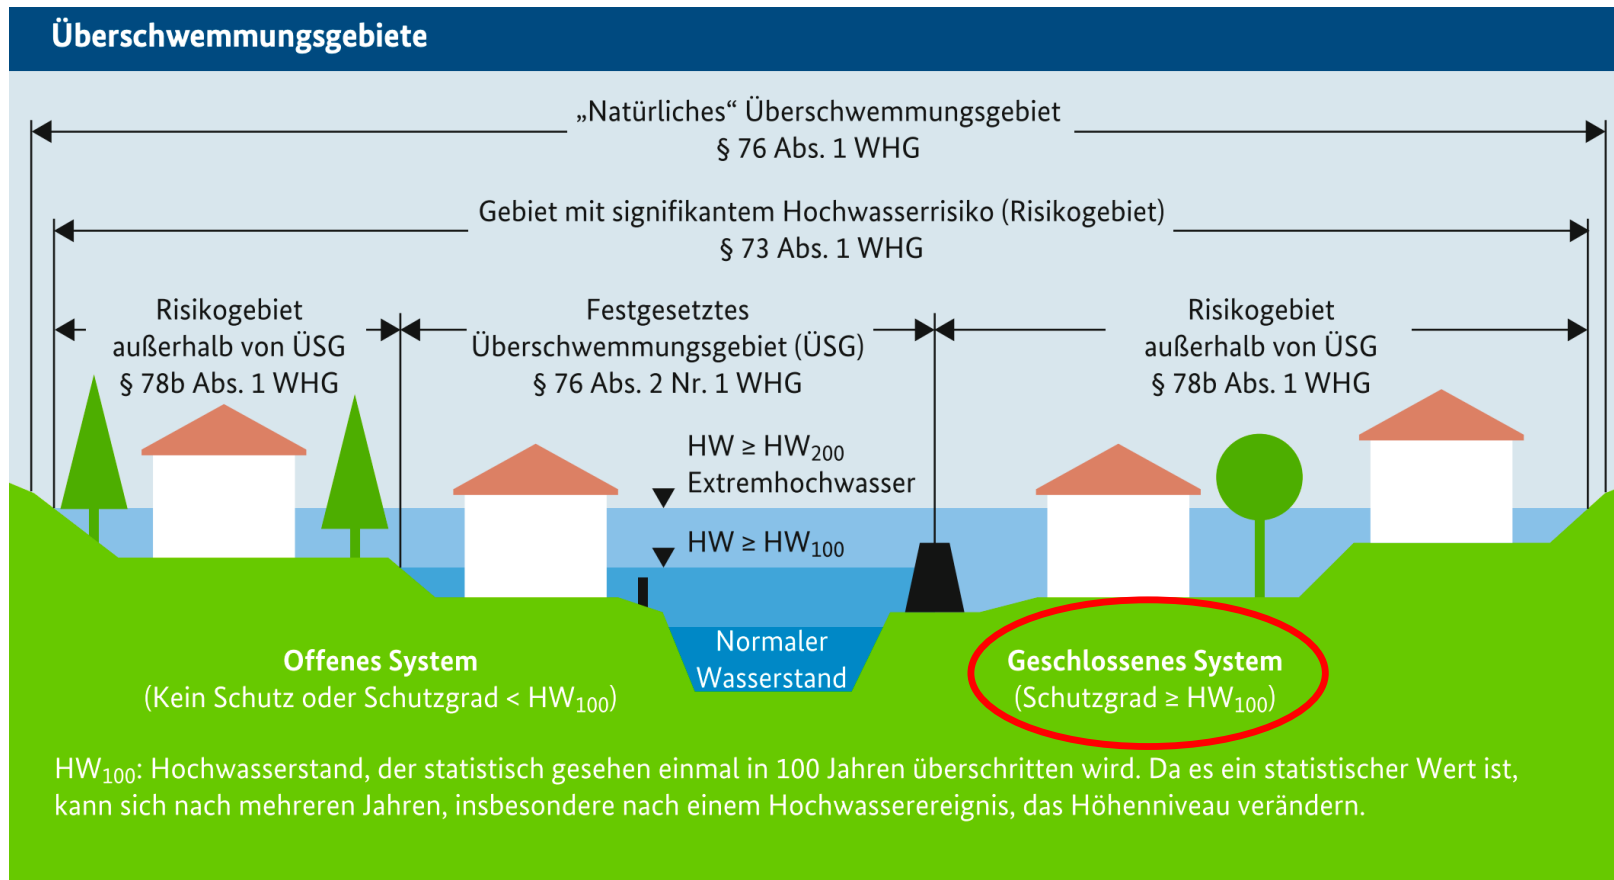 Überschwemmungsgebiete
„Natürliches“ Überschwemmungsgebiet
§ 76 Abs. 1 WHG
Gebiet mit signifikantem Hochwasserrisiko (Risikogebiet)
§ 73 Abs. 1 WHG
Risikogebiet
außerhalb von ÜSG
§ 78b Abs. 1 WHG
Festgesetztes
Überschwemmungsgebiet (ÜSG)
§ 76 Abs. 2 Nr. 1 WHG
Risikogebiet
außerhalb von ÜSG
§ 78b Abs. 1 WHG
HW ≥ HW₂₀₀
Extremhochwasser
HW ≥ HW₁₀₀
Normaler
Wasserstand
Offenes System
(Kein Schutz oder Schutzgrad < HW₁₀₀)
Geschlossenes System
(Schutzgrad ≥ HW₁₀₀)
HW₁₀₀: Hochwasserstand, der statistisch gesehen einmal in 100 Jahren überschritten wird. Da es ein statistischer Wert ist,
kann sich nach mehreren Jahren, insbesondere nach einem Hochwasserereignis, das Höhenniveau verändern.